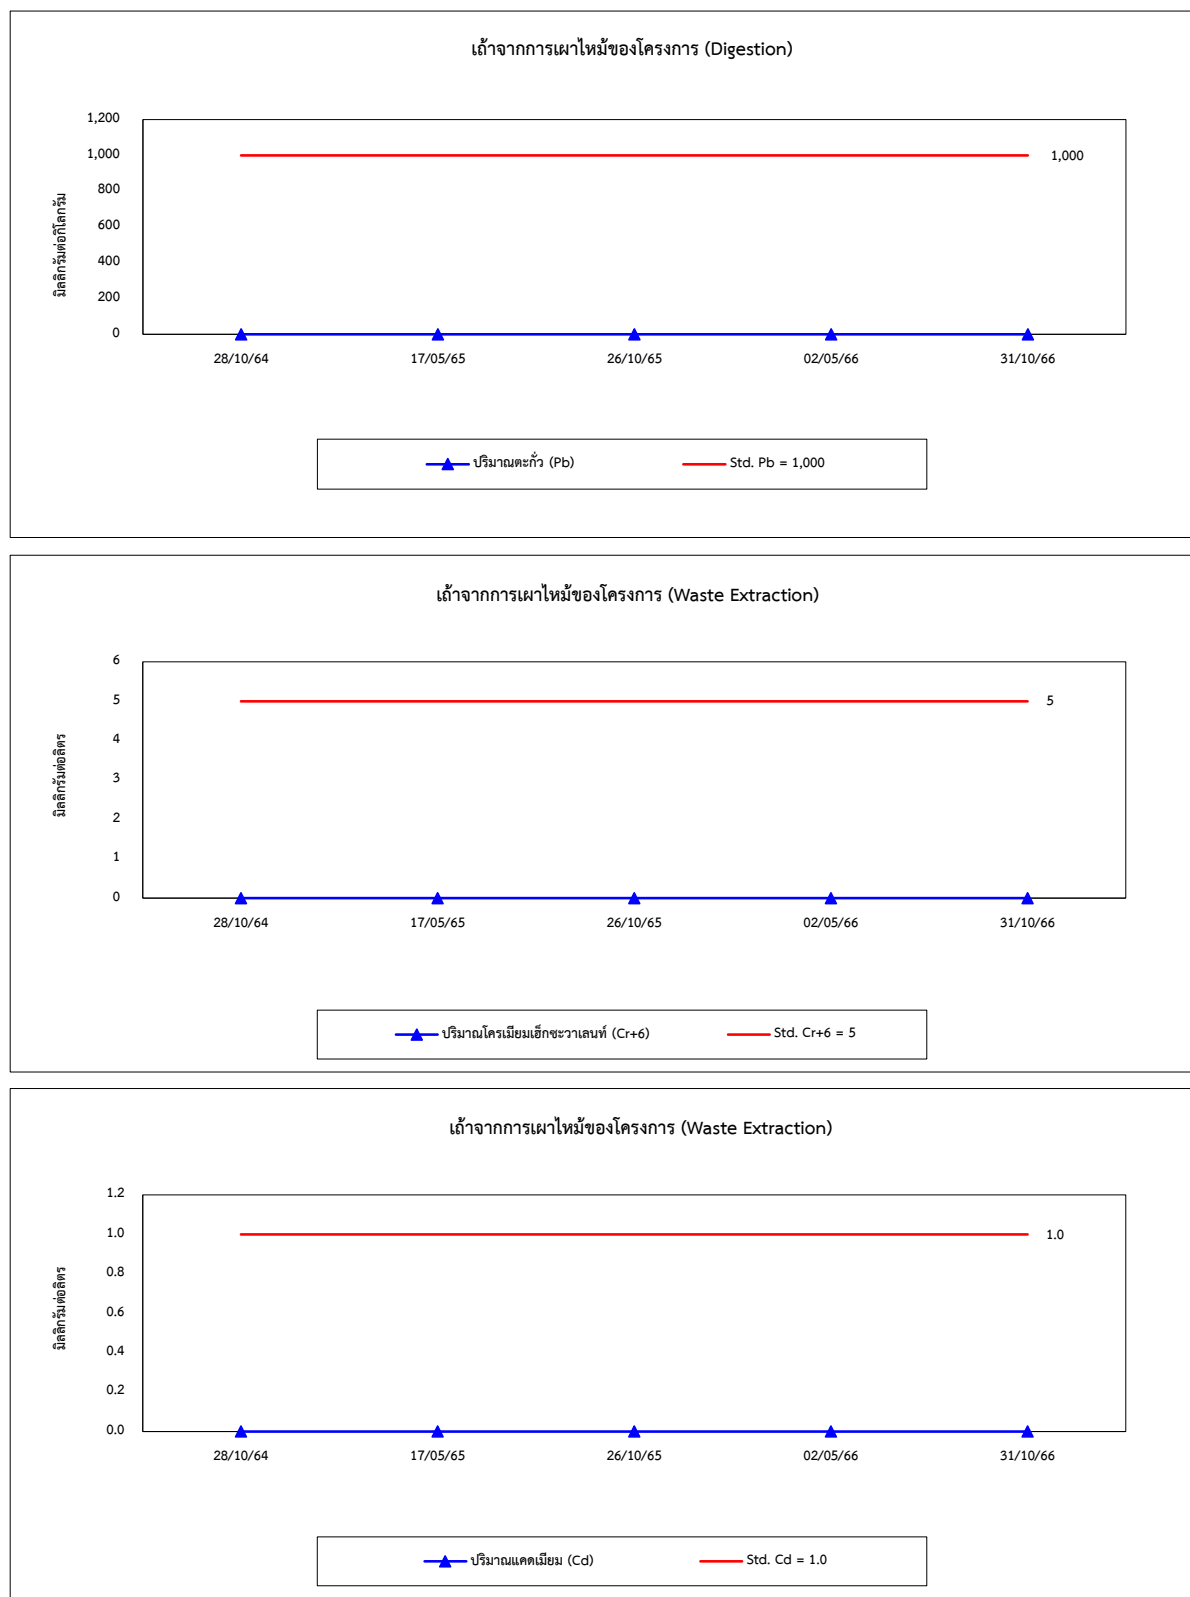 เถ้าจากการเผาไหม้ของโครงการ (Digestion)
มิลลิกรัมต่อกิโลกรัม
1,200
1,000
800
600
400
200
0
1,000
28/10/64 17/05/65 26/10/65 02/05/66 31/10/66
ปริมาณตะกั่ว (Pb) Std. Pb = 1,000
เถ้าจากการเผาไหม้ของโครงการ (Waste Extraction)
มิลลิกรัมต่อลิตร
6
5
4
3
2
1
0
5
28/10/64 17/05/65 26/10/65 02/05/66 31/10/66
ปริมาณโครเมียมเฮ็กซะวาเลนท์ (Cr+6) Std. Cr+6 = 5
เถ้าจากการเผาไหม้ของโครงการ (Waste Extraction)
มิลลิกรัมต่อลิตร
1.2
1.0
0.8
0.6
0.4
0.2
0.0
1.0
28/10/64 17/05/65 26/10/65 02/05/66 31/10/66
ปริมาณแคดเมียม (Cd) Std. Cd = 1.0